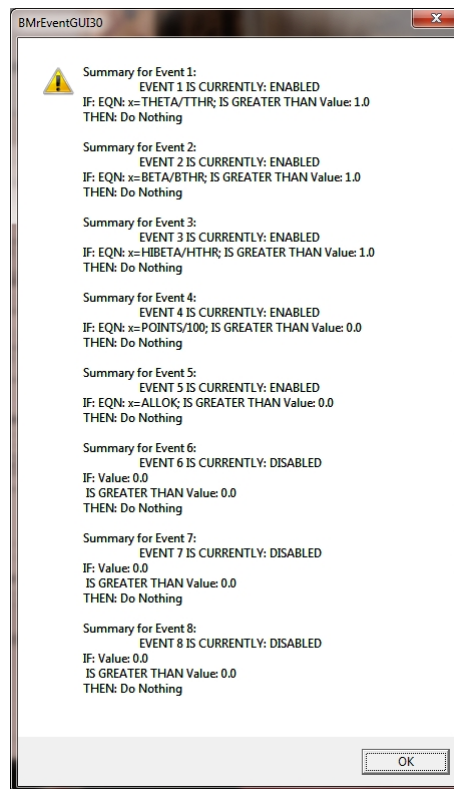 BMrEventGUI30
Summary for Event 1:
EVENT 1 IS CURRENTLY: ENABLED
IF: EQN: x=THETA/TTHR; IS GREATER THAN Value: 1.0
THEN: Do Nothing
Summary for Event 2:
EVENT 2 IS CURRENTLY: ENABLED
IF: EQN: x=BETA/BTHR; IS GREATER THAN Value: 1.0
THEN: Do Nothing
Summary for Event 3:
EVENT 3 IS CURRENTLY: ENABLED
IF: EQN: x=HIBETA/HTHR; IS GREATER THAN Value: 1.0
THEN: Do Nothing
Summary for Event 4:
EVENT 4 IS CURRENTLY: ENABLED
IF: EQN: x=POINTS/100; IS GREATER THAN Value: 0.0
THEN: Do Nothing
Summary for Event 5:
EVENT 5 IS CURRENTLY: ENABLED
IF: EQN: x=ALLOK; IS GREATER THAN Value: 0.0
THEN: Do Nothing
Summary for Event 6:
EVENT 6 IS CURRENTLY: DISABLED
IF: Value: 0.0
IS GREATER THAN Value: 0.0
THEN: Do Nothing
Summary for Event 7:
EVENT 7 IS CURRENTLY: DISABLED
IF: Value: 0.0
IS GREATER THAN Value: 0.0
THEN: Do Nothing
Summary for Event 8:
EVENT 8 IS CURRENTLY: DISABLED
IF: Value: 0.0
IS GREATER THAN Value: 0.0
THEN: Do Nothing
OK